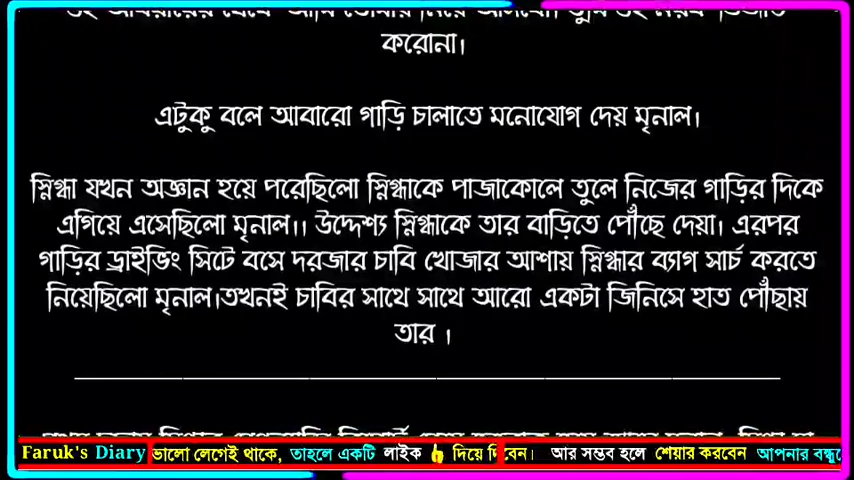 করোনা।
এটুকু বলে আবারো গাড়ি চালাতে মনোযোগ দেয় মৃনাল।
স্নিগ্ধা যখন অজ্ঞান হয়ে পরেছিলো স্নিগ্ধাকে পাজাকোলে তুলে নিজের গাড়ির দিকে
এগিয়ে এসেছিলো মৃনাল।। উদ্দেশ্য স্নিগ্ধাকে তার বাড়িতে পৌঁছে দেয়া। এরপর
গাড়ির ড্রাইভিং সিটে বসে দরজার চাবি খোজার আশায় স্নিগ্ধার ব্যাগ সার্চ করতে
নিয়েছিলো মৃনাল।তখনই চাবির সাথে সাথে আরো একটা জিনিসে হাত পৌঁছায়
তার ।
Faruk's Diary ভালো লেগেই থাকে, তাহলে একটি লাইক 👍 দিয়ে দিবেন। আর সম্ভব হলে শেয়ার করবেন আপনার